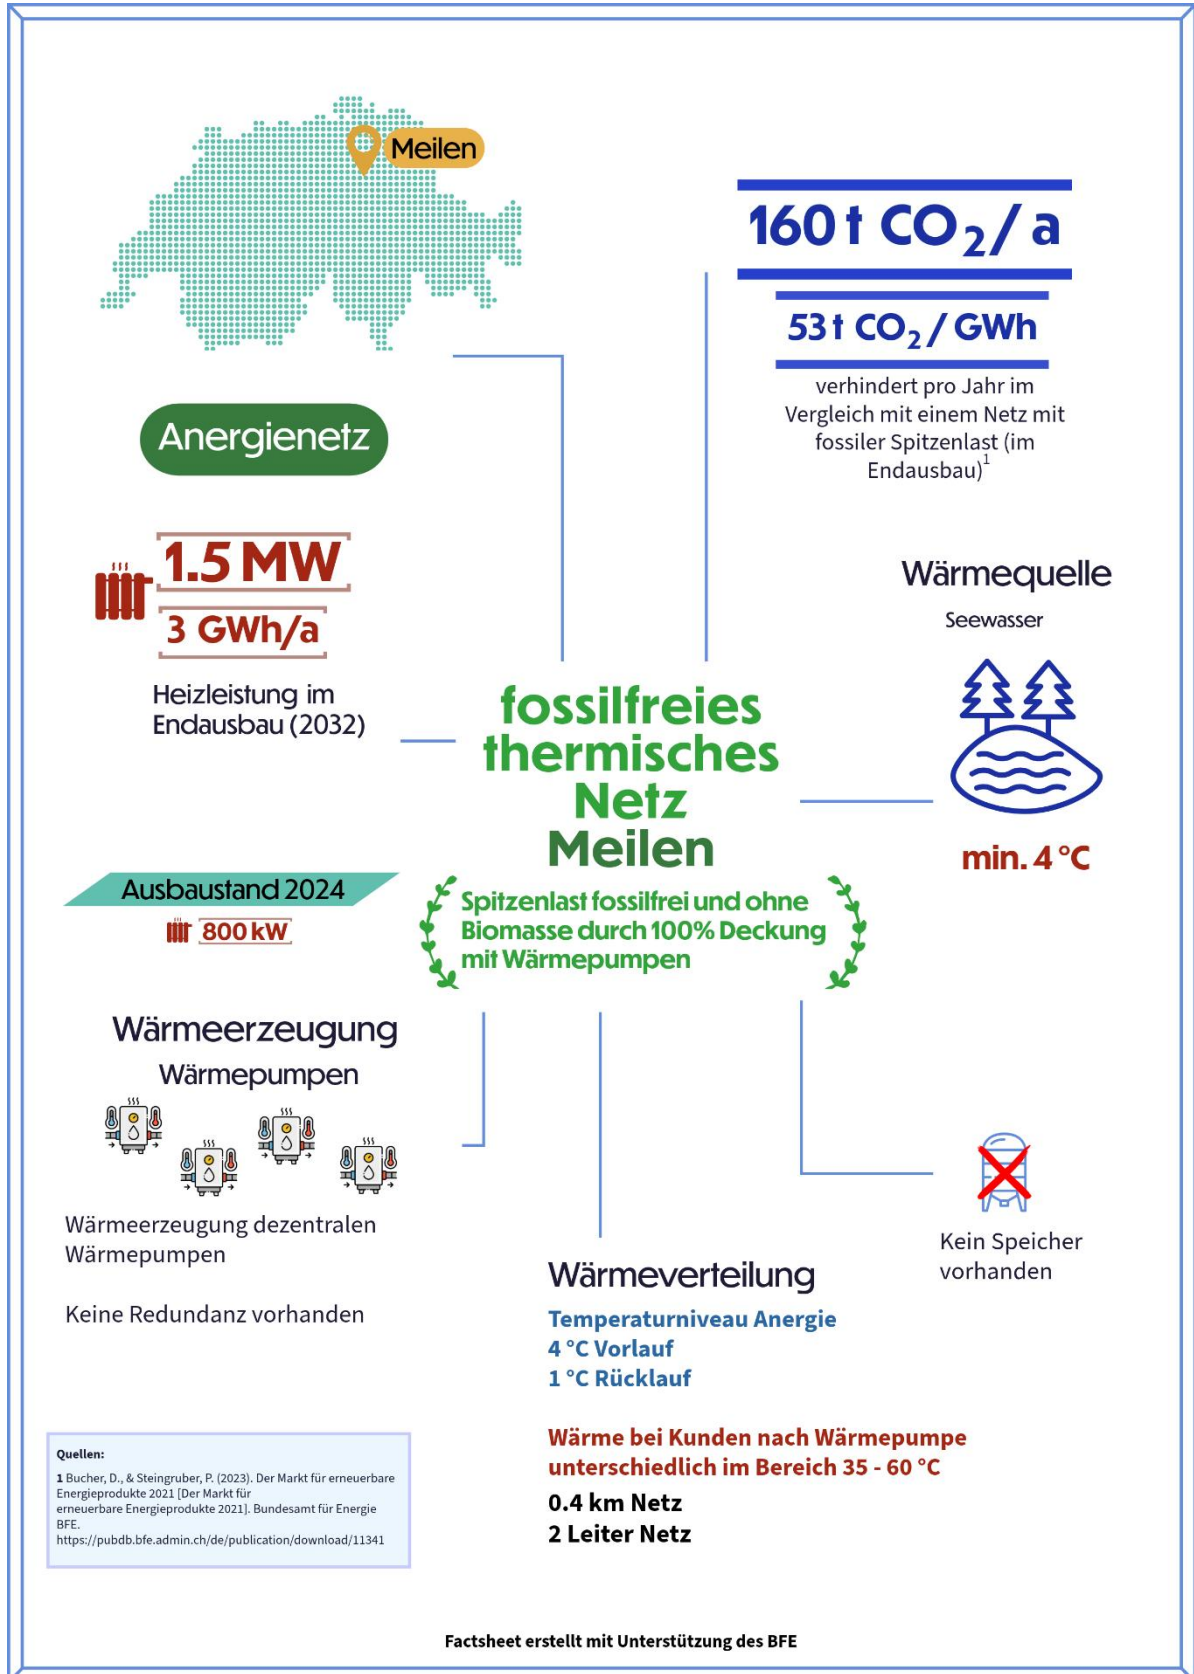 Meilen
160 t CO₂/ a
53 t CO₂ / GWh
verhindert pro Jahr im
Vergleich mit einem Netz mit
fossiler Spitzenlast (im
Endausbau)¹
Anergienetz
1.5 MW
3 GWh/a
Heizleistung im
Endausbau (2032)
Wärmequelle
Seewasser
min. 4 °C
fossilfreies
thermisches
Netz
Meilen
Spitzenlast fossilfrei und ohne
Biomasse durch 100% Deckung
mit Wärmepumpen
Ausbaustand 2024
800 kW
Wärmeerzeugung
Wärmepumpen
Wärmeerzeugung dezentralen
Wärmepumpen
Keine Redundanz vorhanden
Kein Speicher
vorhanden
Wärmeverteilung
Temperaturniveau Anergie
4 °C Vorlauf
1 °C Rücklauf
Wärme bei Kunden nach Wärmepumpe
unterschiedlich im Bereich 35 - 60 °C
0.4 km Netz
2 Leiter Netz
Quellen:
1 Bucher, D., & Steingruber, P. (2023). Der Markt für erneuerbare
Energieprodukte 2021 [Der Markt für
erneuerbare Energieprodukte 2021]. Bundesamt für Energie
BFE.
https://pubdb.bfe.admin.ch/de/publication/download/11341
Factsheet erstellt mit Unterstützung des BFE